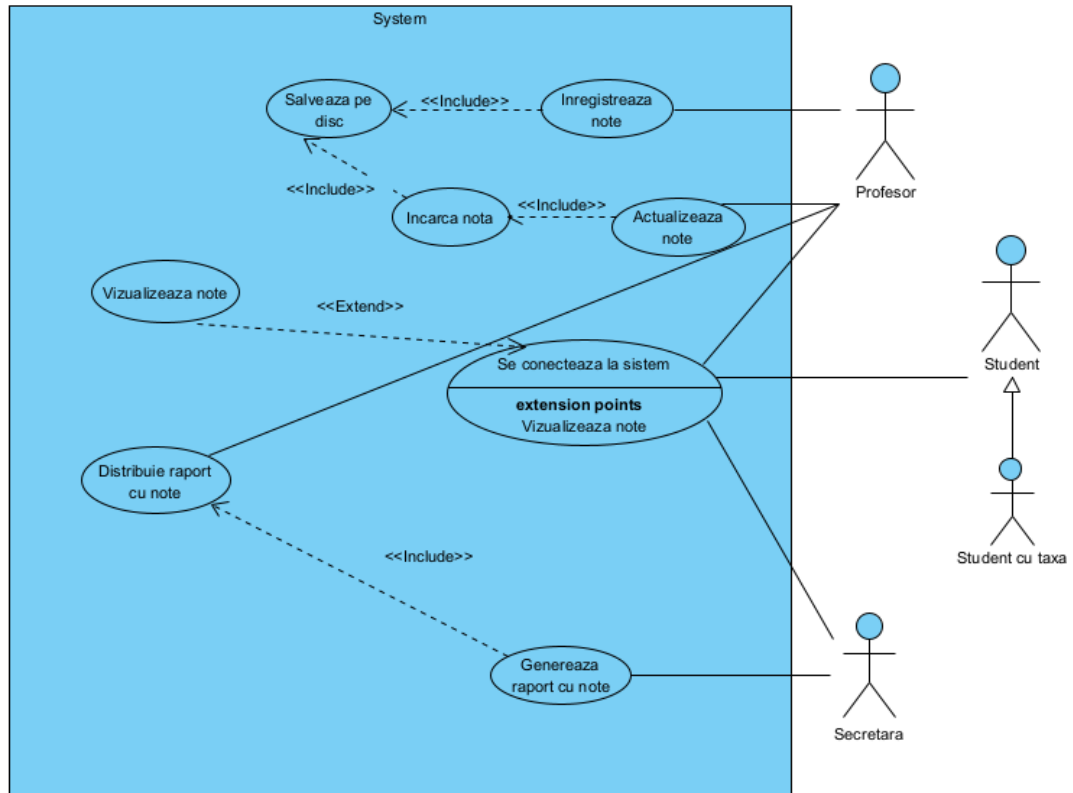 System
Salveaza pe
disc
<<Include>>
Inregistreaza
note
Profesor
<<Include>>
Incarca nota
<<Include>>
Actualizeaza
note
Vizualizeaza note
<<Extend>>
Se conecteaza la sistem
extension points
Vizualizeaza note
Student
Distribuie raport
cu note
<<Include>>
Student cu taxa
Genereaza
raport cu note
Secretara